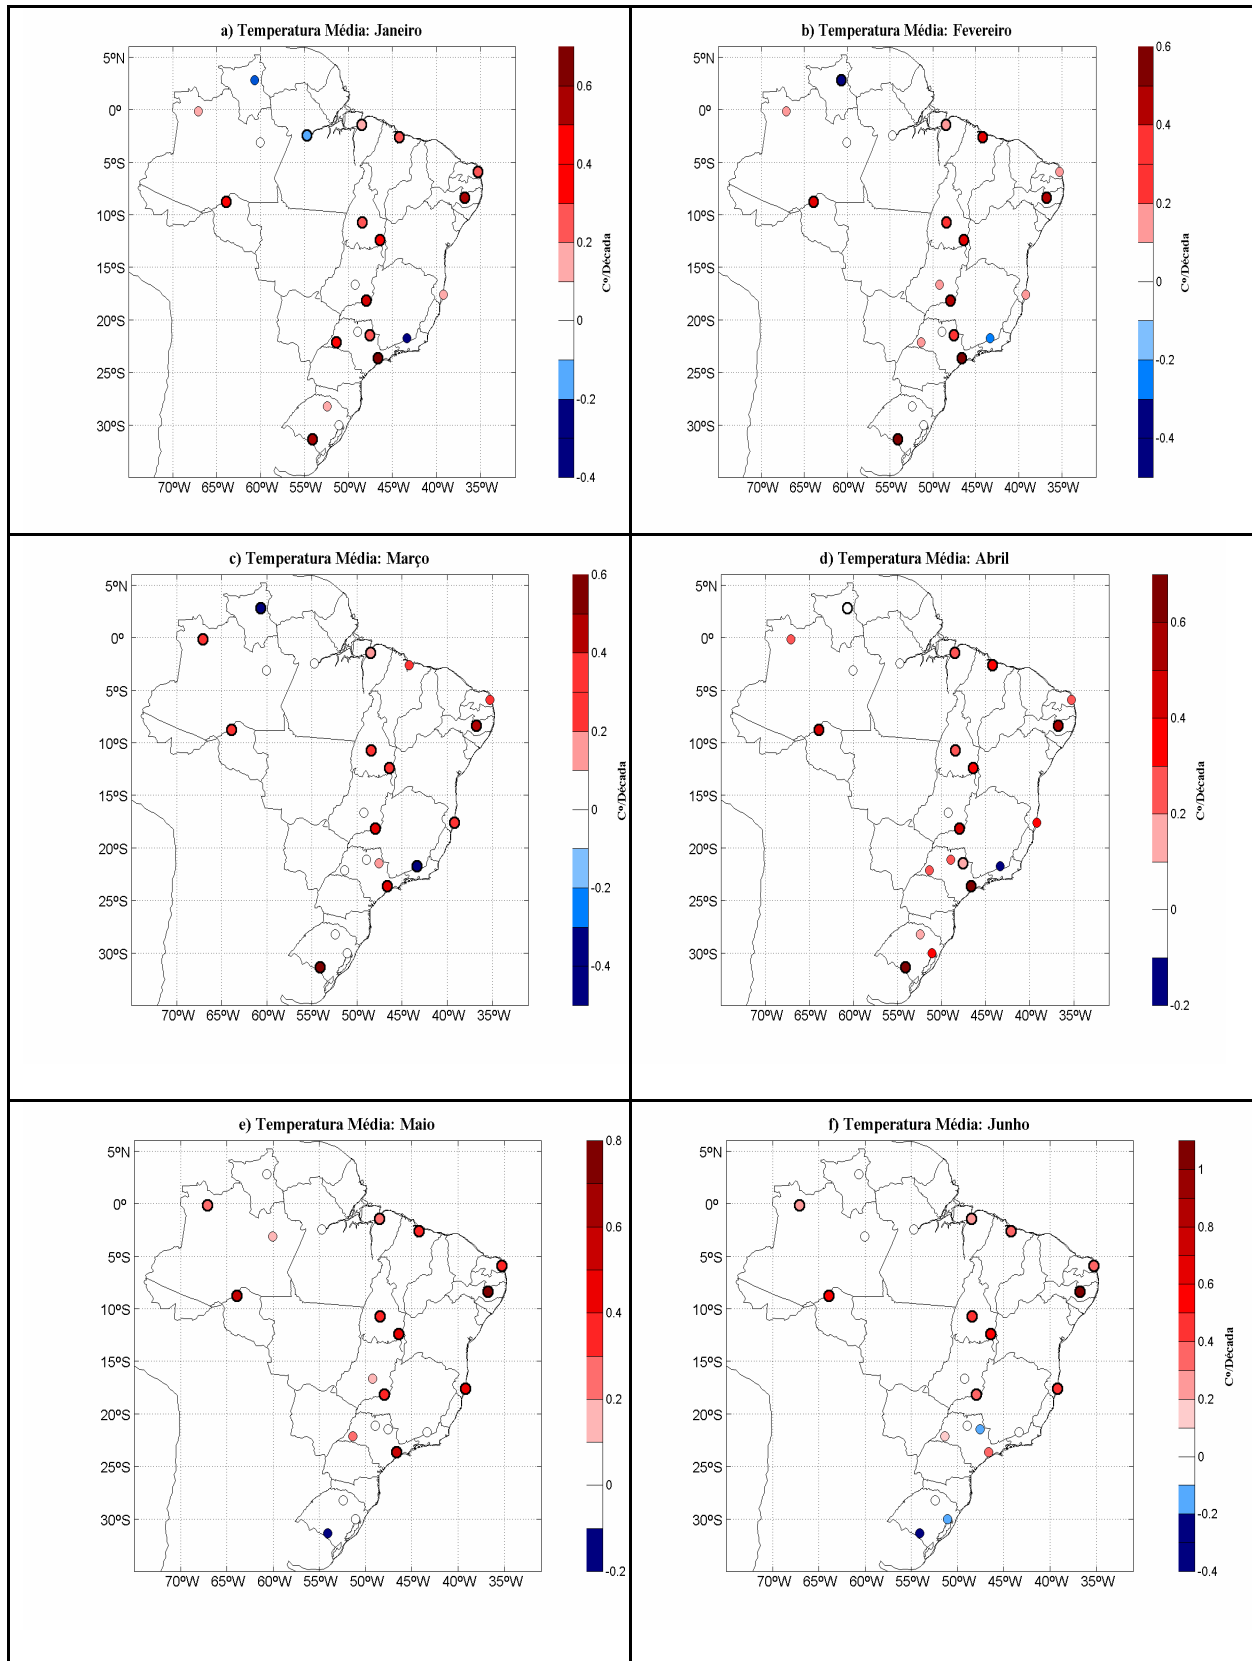 a) Temperatura Média: Janeiro
5ºN
0º
5ºS
10ºS
15ºS
20ºS
25ºS
30ºS
70ºW 65ºW 60ºW 55ºW 50ºW 45ºW 40ºW 35ºW
0.6
0.4
0.2
0
-0.2
-0.4
Cº/Década
b) Temperatura Média: Fevereiro
5ºN
0º
5ºS
10ºS
15ºS
20ºS
25ºS
30ºS
70ºW 65ºW 60ºW 55ºW 50ºW 45ºW 40ºW 35ºW
0.6
0.4
0.2
0
-0.2
-0.4
Cº/Década
c) Temperatura Média: Março
5ºN
0º
5ºS
10ºS
15ºS
20ºS
25ºS
30ºS
70ºW 65ºW 60ºW 55ºW 50ºW 45ºW 40ºW 35ºW
0.6
0.4
0.2
0
-0.2
-0.4
Cº/Década
d) Temperatura Média: Abril
5ºN
0º
5ºS
10ºS
15ºS
20ºS
25ºS
30ºS
70ºW 65ºW 60ºW 55ºW 50ºW 45ºW 40ºW 35ºW
0.6
0.4
0.2
0
-0.2
Cº/Década
e) Temperatura Média: Maio
5ºN
0º
5ºS
10ºS
15ºS
20ºS
25ºS
30ºS
70ºW 65ºW 60ºW 55ºW 50ºW 45ºW 40ºW 35ºW
0.8
0.6
0.4
0.2
0
-0.2
f) Temperatura Média: Junho
5ºN
0º
5ºS
10ºS
15ºS
20ºS
25ºS
30ºS
70ºW 65ºW 60ºW 55ºW 50ºW 45ºW 40ºW 35ºW
1
0.8
0.6
0.4
0.2
0
-0.2
-0.4
Cº/Década